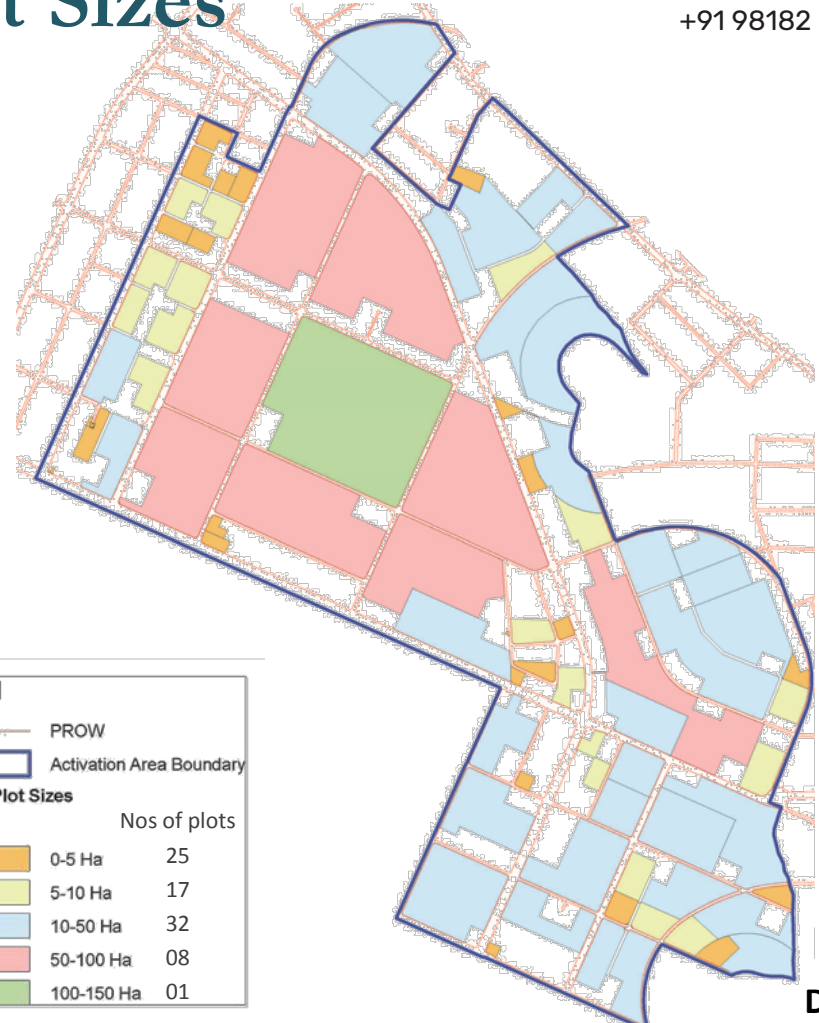 t Sizes
+91 98182
PROW
Activation Area Boundary
Plot Sizes
Nos of plots
0-5 Ha 25
5-10 Ha 17
10-50 Ha 32
50-100 Ha 08
100-150 Ha 01
D